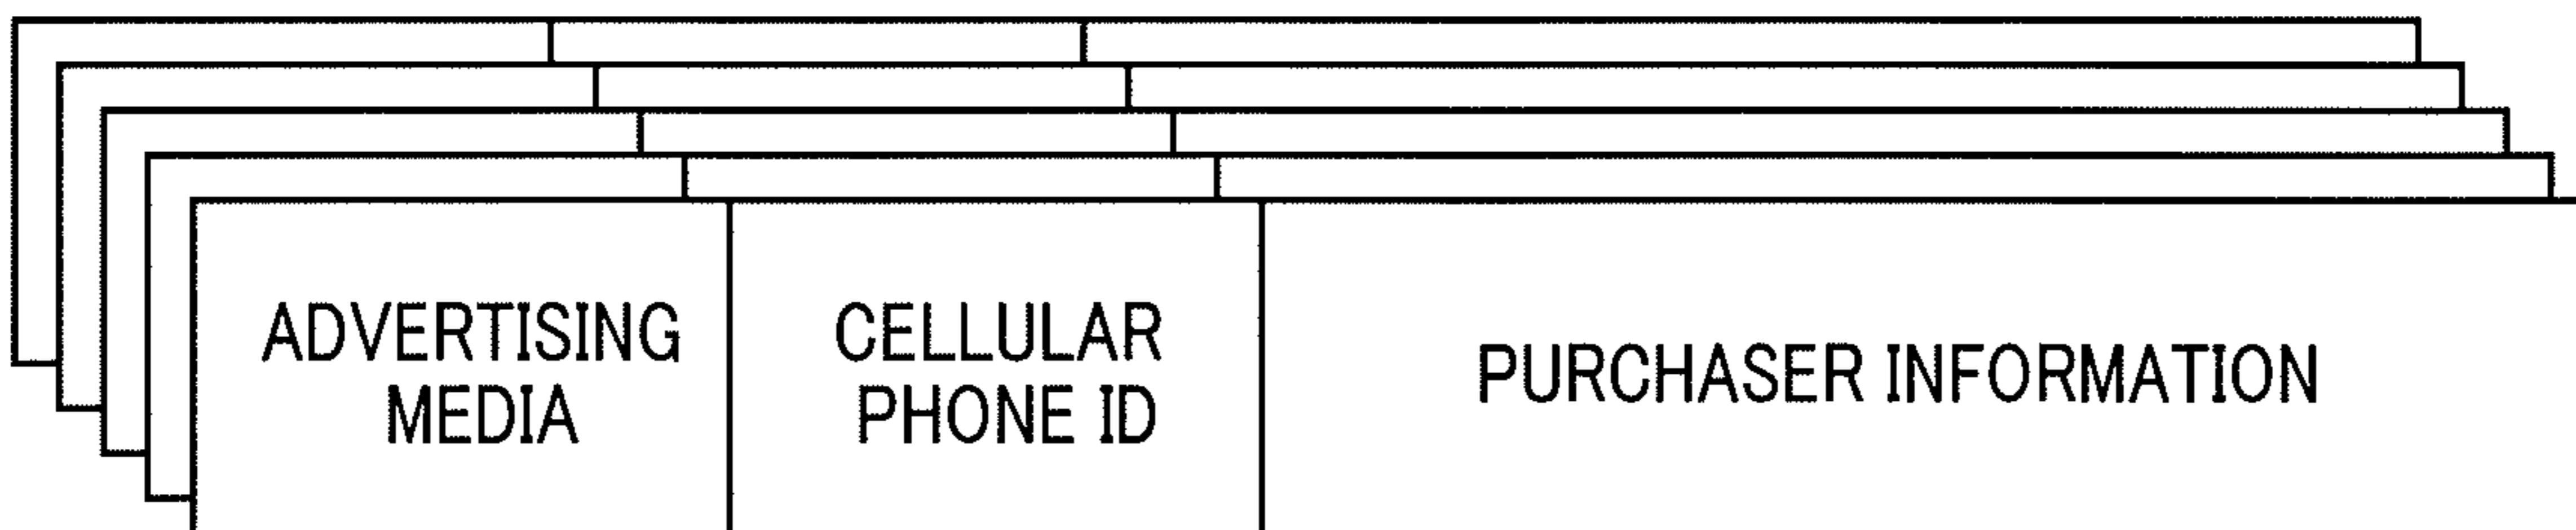 ADVERTISING
MEDIA
CELLULAR
PHONE ID
PURCHASER INFORMATION